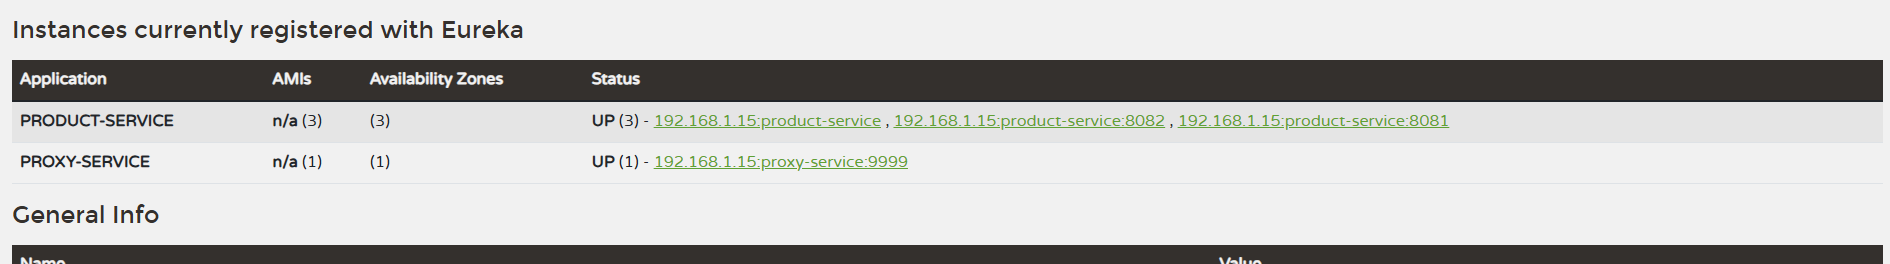 Instances currently registered with Eureka
Application AMIs Availability Zones Status
PRODUCT-SERVICE n/a (3) (3) UP (3) - 192.168.1.15:product-service , 192.168.1.15:product-service:8082 , 192.168.1.15:product-service:8081
PROXY-SERVICE n/a (1) (1) UP (1) - 192.168.1.15:proxy-service:9999
General Info
Name Value